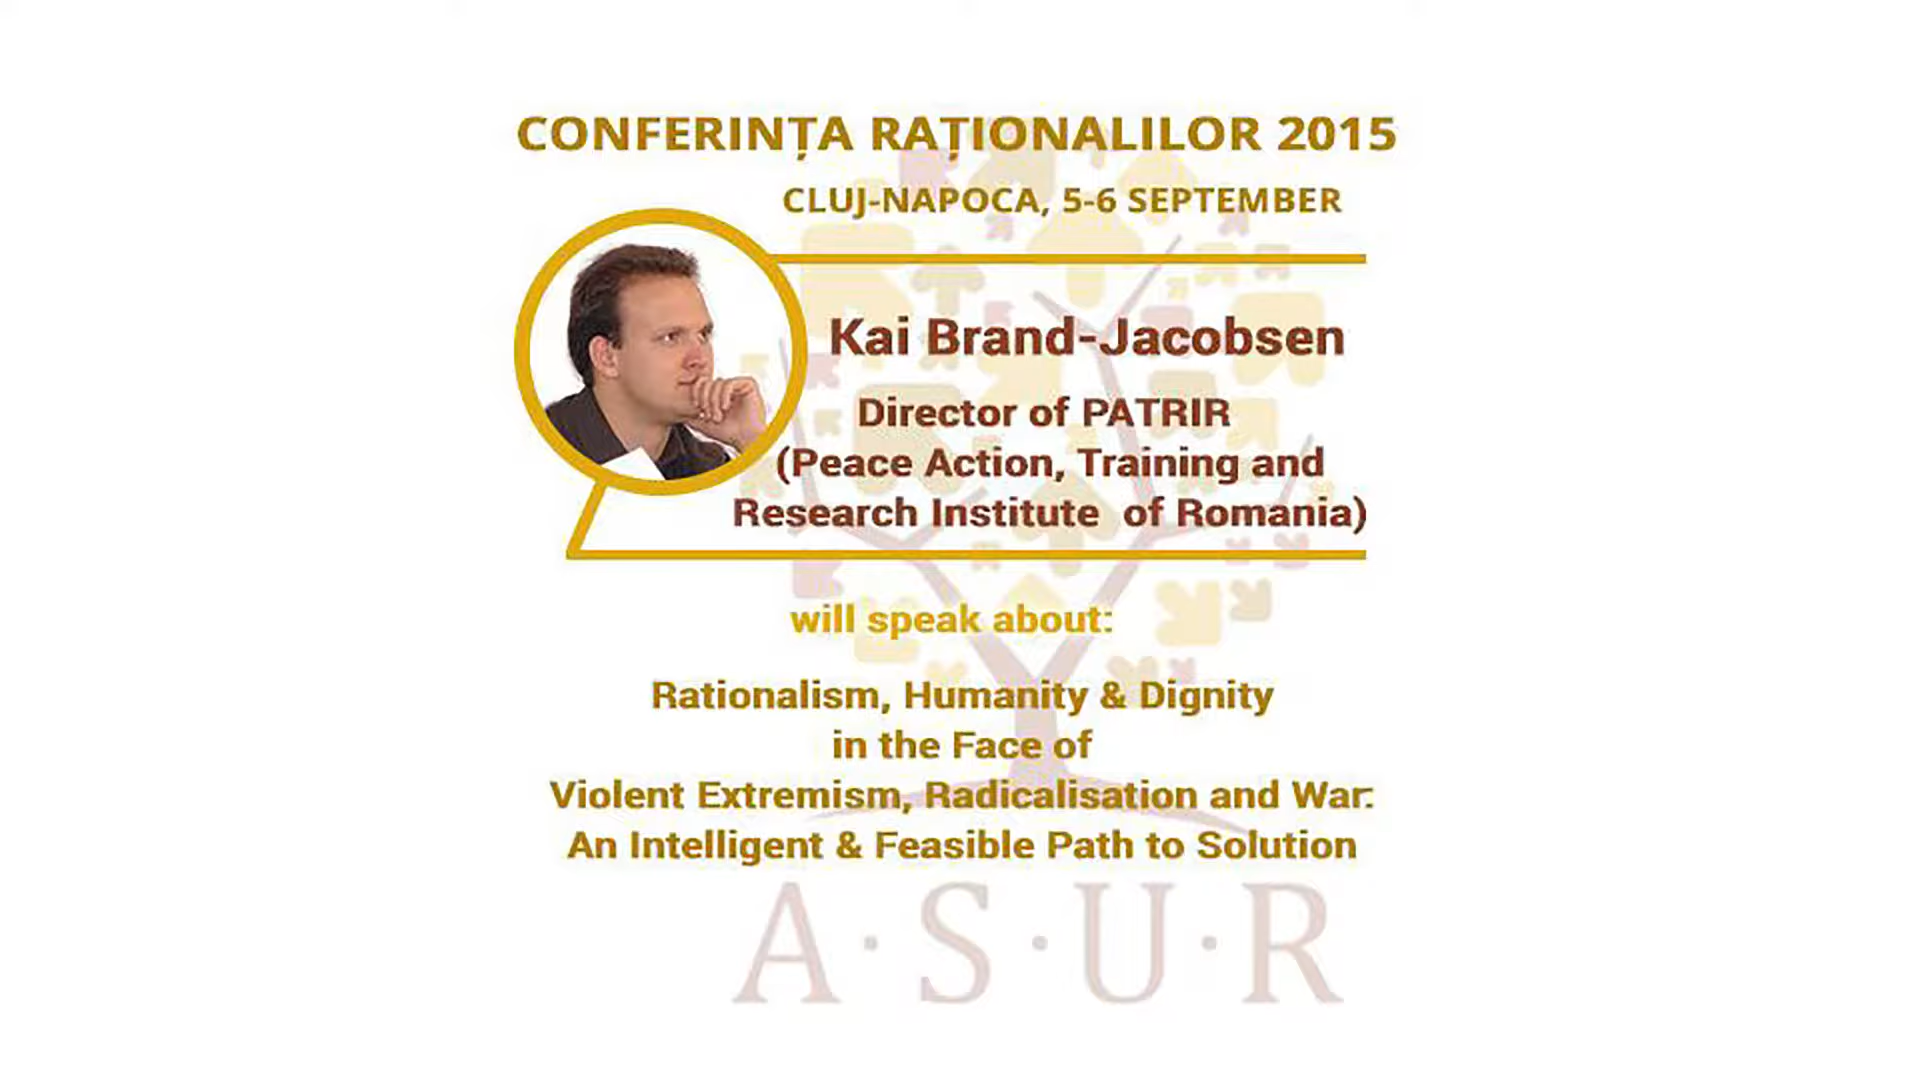 CONFERINȚA RAȚIONALILOR 2015
CLUJ-NAPOCA, 5-6 SEPTEMBER
Kai Brand-Jacobsen
Director of PATRIR
(Peace Action, Training and
Research Institute of Romania)
will speak about:
Rationalism, Humanity & Dignity
in the Face of
Violent Extremism, Radicalisation and War:
An Intelligent & Feasible Path to Solution
A·S·U·R